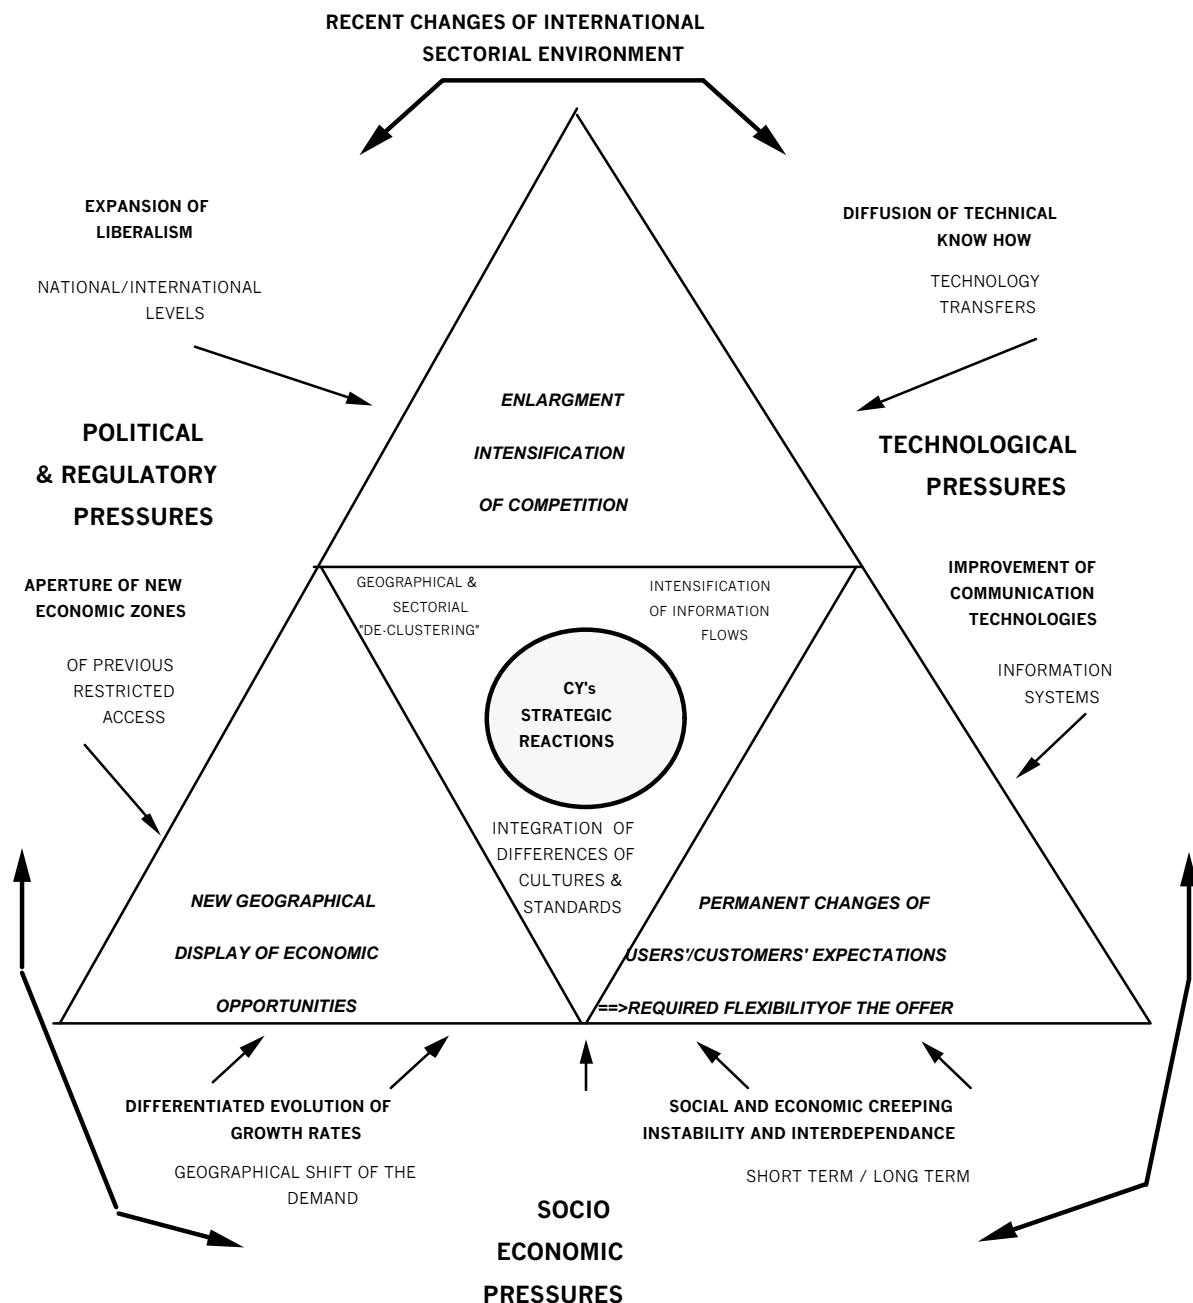 RECENT CHANGES OF INTERNATIONAL
SECTORIAL ENVIRONMENT
EXPANSION OF
LIBERALISM
NATIONAL/INTERNATIONAL
LEVELS
DIFFUSION OF TECHNICAL
KNOW HOW
TECHNOLOGY
TRANSFERS
ENLARGMENT
INTENSIFICATION
OF COMPETITION
POLITICAL
& REGULATORY
PRESSURES
TECHNOLOGICAL
PRESSURES
APERTURE OF NEW
ECONOMIC ZONES
OF PREVIOUS
RESTRICTED
ACCESS
GEOGRAPHICAL &
SECTORIAL
"DE-CLUSTERING"
INTENSIFICATION
OF INFORMATION
FLOWS
IMPROVEMENT OF
COMMUNICATION
TECHNOLOGIES
INFORMATION
SYSTEMS
CY's
STRATEGIC
REACTIONS
INTEGRATION OF
DIFFERENCES OF
CULTURES &
STANDARDS
NEW GEOGRAPHICAL
DISPLAY OF ECONOMIC
OPPORTUNITIES
PERMANENT CHANGES OF
USERS'/CUSTOMERS' EXPECTATIONS
==>REQUIRED FLEXIBILITYOF THE OFFER
DIFFERENTIATED EVOLUTION OF
GROWTH RATES
GEOGRAPHICAL SHIFT OF THE
DEMAND
SOCIAL AND ECONOMIC CREEPING
INSTABILITY AND INTERDEPENDANCE
SHORT TERM / LONG TERM
SOCIO
ECONOMIC
PRESSURES